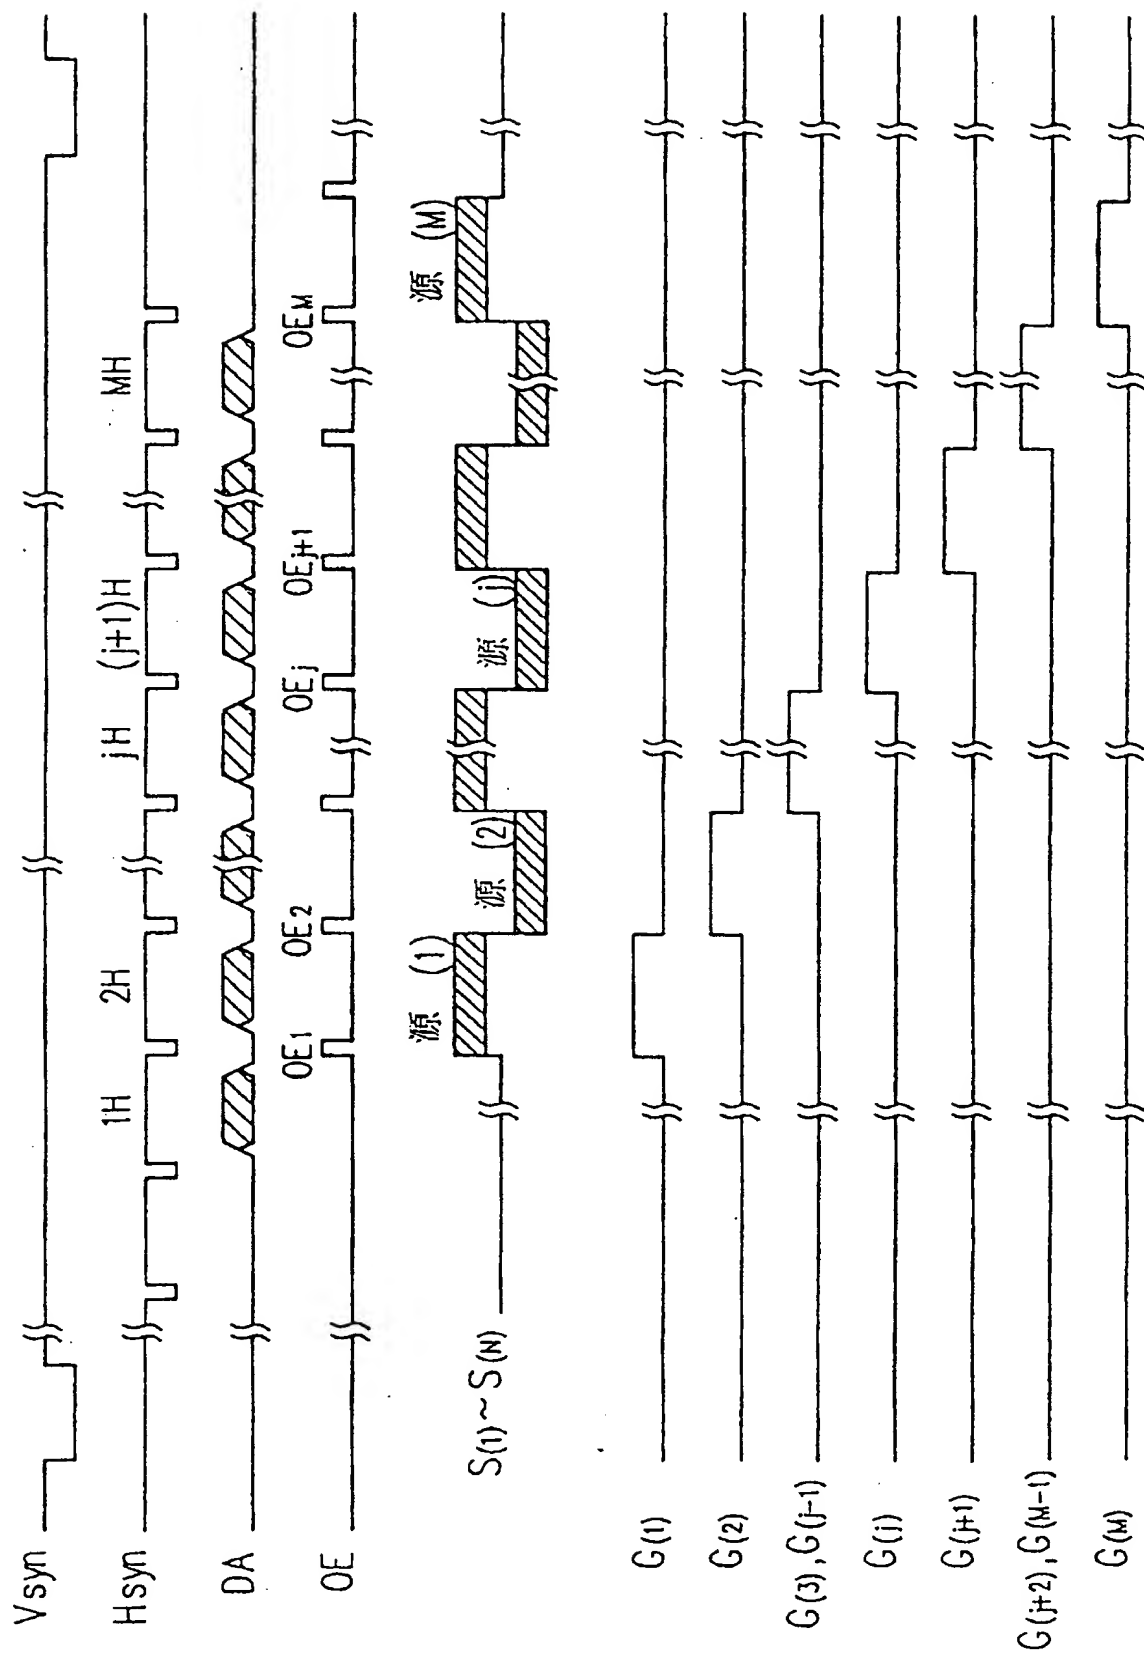 Vsyn
Hsyn
1H 2H jH (j+1)H MH
DA
OE
OE1 OE2 OEj OEj+1 OEM
S(1)~S(N)
源 (1) 源 (2) 源 (j) 源 (M)
G(1)
G(2)
G(3),G(j-1)
G(j)
G(j+1)
G(j+2),G(M-1)
G(M)